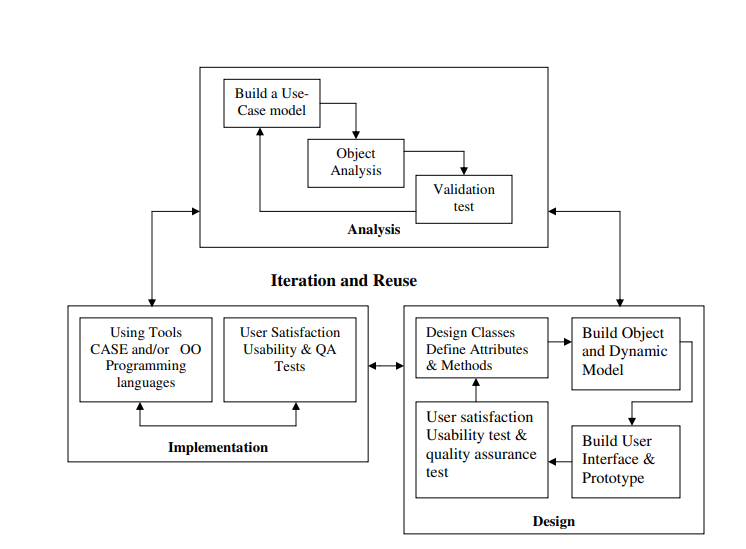 Build a Use-
Case model
Object
Analysis
Validation
test
Analysis
Iteration and Reuse
Using Tools
CASE and/or OO
Programming
languages
User Satisfaction
Usability & QA
Tests
Implementation
Design Classes
Define Attributes
& Methods
Build Object
and Dynamic
Model
User satisfaction
Usability test &
quality assurance
test
Build User
Interface &
Prototype
Design